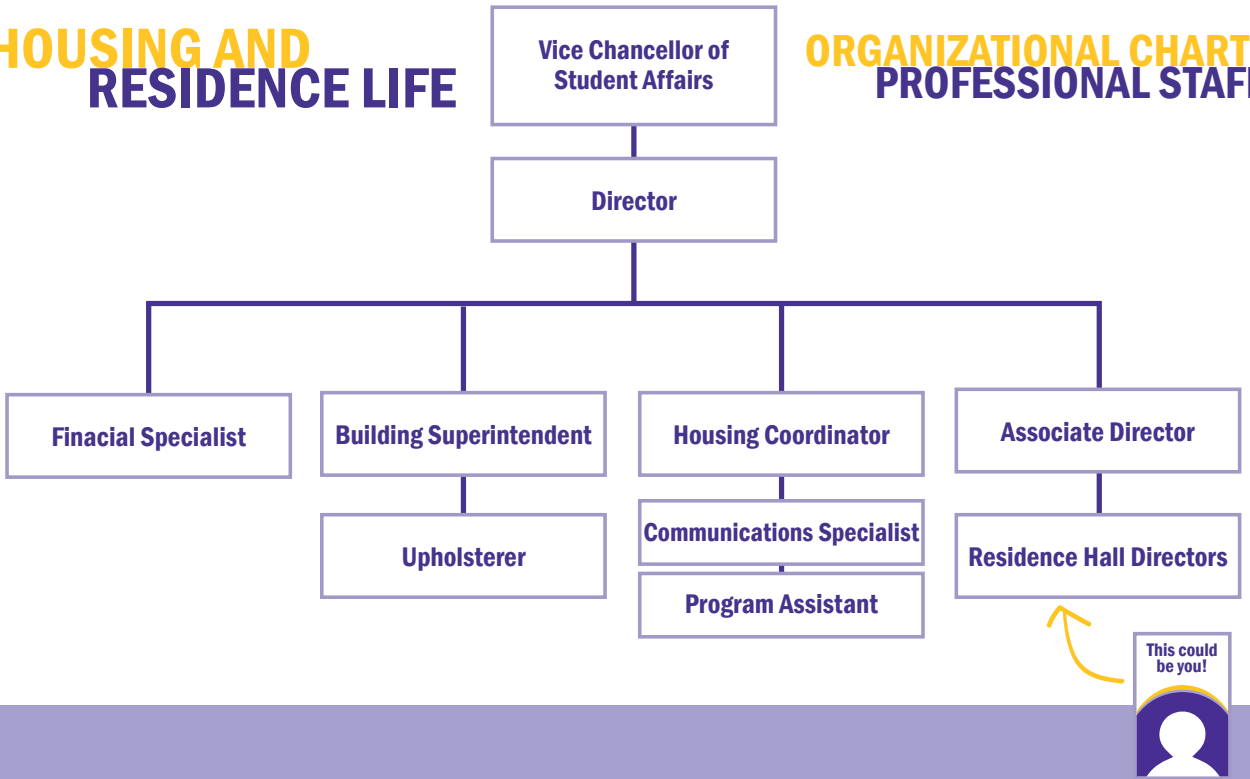 HOUSING AND
RESIDENCE LIFE
ORGANIZATIONAL CHART
PROFESSIONAL STAFF
Vice Chancellor of
Student Affairs
Director
Finacial Specialist
Building Superintendent
Housing Coordinator
Associate Director
Upholsterer
Communications Specialist
Program Assistant
Residence Hall Directors
This could
be you!